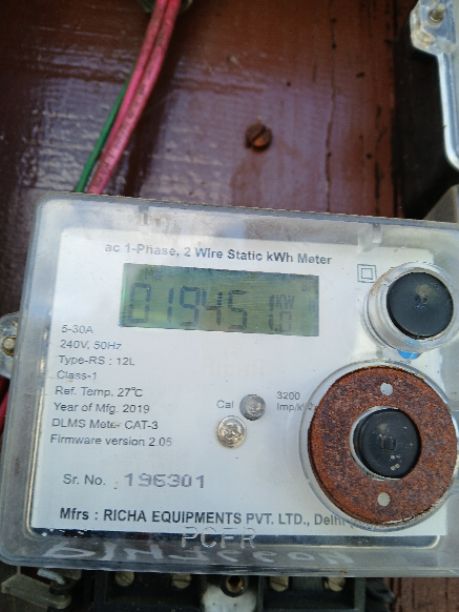 ac 1-Phase, 2 Wire Static kWh Meter
019451
5-30A
240V, 50Hz
Type-RS : 12L
Class-1
Ref. Temp. 27°C
Year of Mfg. 2019
DLMS Meter CAT-3
Firmware version 2.05
Cal
3200
Sr. No. : 196301
Mfrs : RICHA EQUIPMENTS PVT. LTD., Delhi